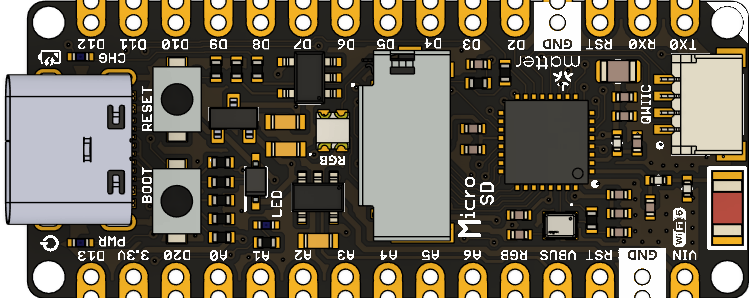 D12 D11 D10 D9 D8 D7 D6 D5 D4 D3 D2 GND RST RX0 TX0
CHG
matter
RESET
QWIIC
RGB
BOOT
LED
Micro
SD
WiFi 6
PWR
D13 3.3V D20 A0 A1 A2 A3 A4 A5 A6 RGB VBUS RST GND VIN